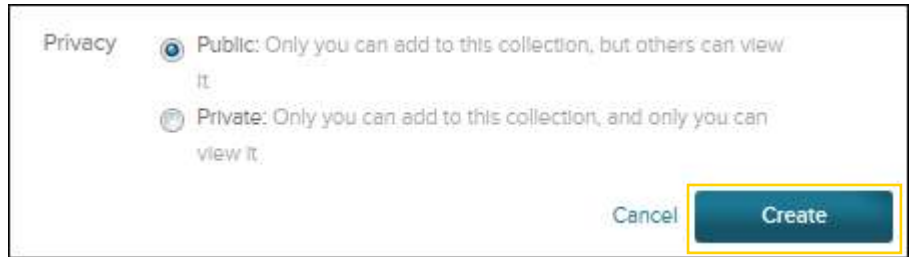 Privacy
Public: Only you can add to this collection, but others can view
it
Private: Only you can add to this collection, and only you can
view it
Cancel
Create